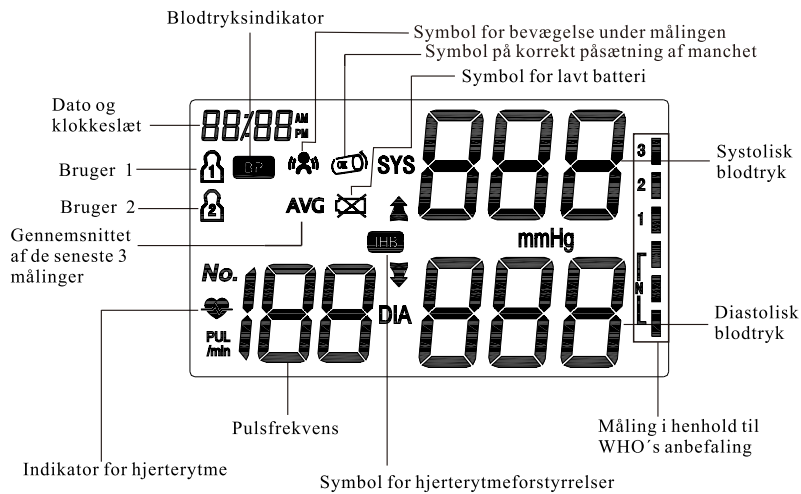 Blodtryksindikator
Symbol for bevægelse under målingen
Symbol på korrekt påsætning af manchet
Symbol for lavt batteri
Dato og
klokkeslæt
88/88 AM
PM
Bruger 1
1
BP
OK
SYS
888
3
2
1
N
Systolisk
blodtryk
Bruger 2
2
AVG
Gennemsnittet
af de seneste 3
målinger
IHB
mmHg
No.
188
PUL
/min
DIA
888
Diastolisk
blodtryk
Pulsfrekvens
Måling i henhold til
WHO´s anbefaling
Indikator for hjerterytme
Symbol for hjerterytmeforstyrrelser